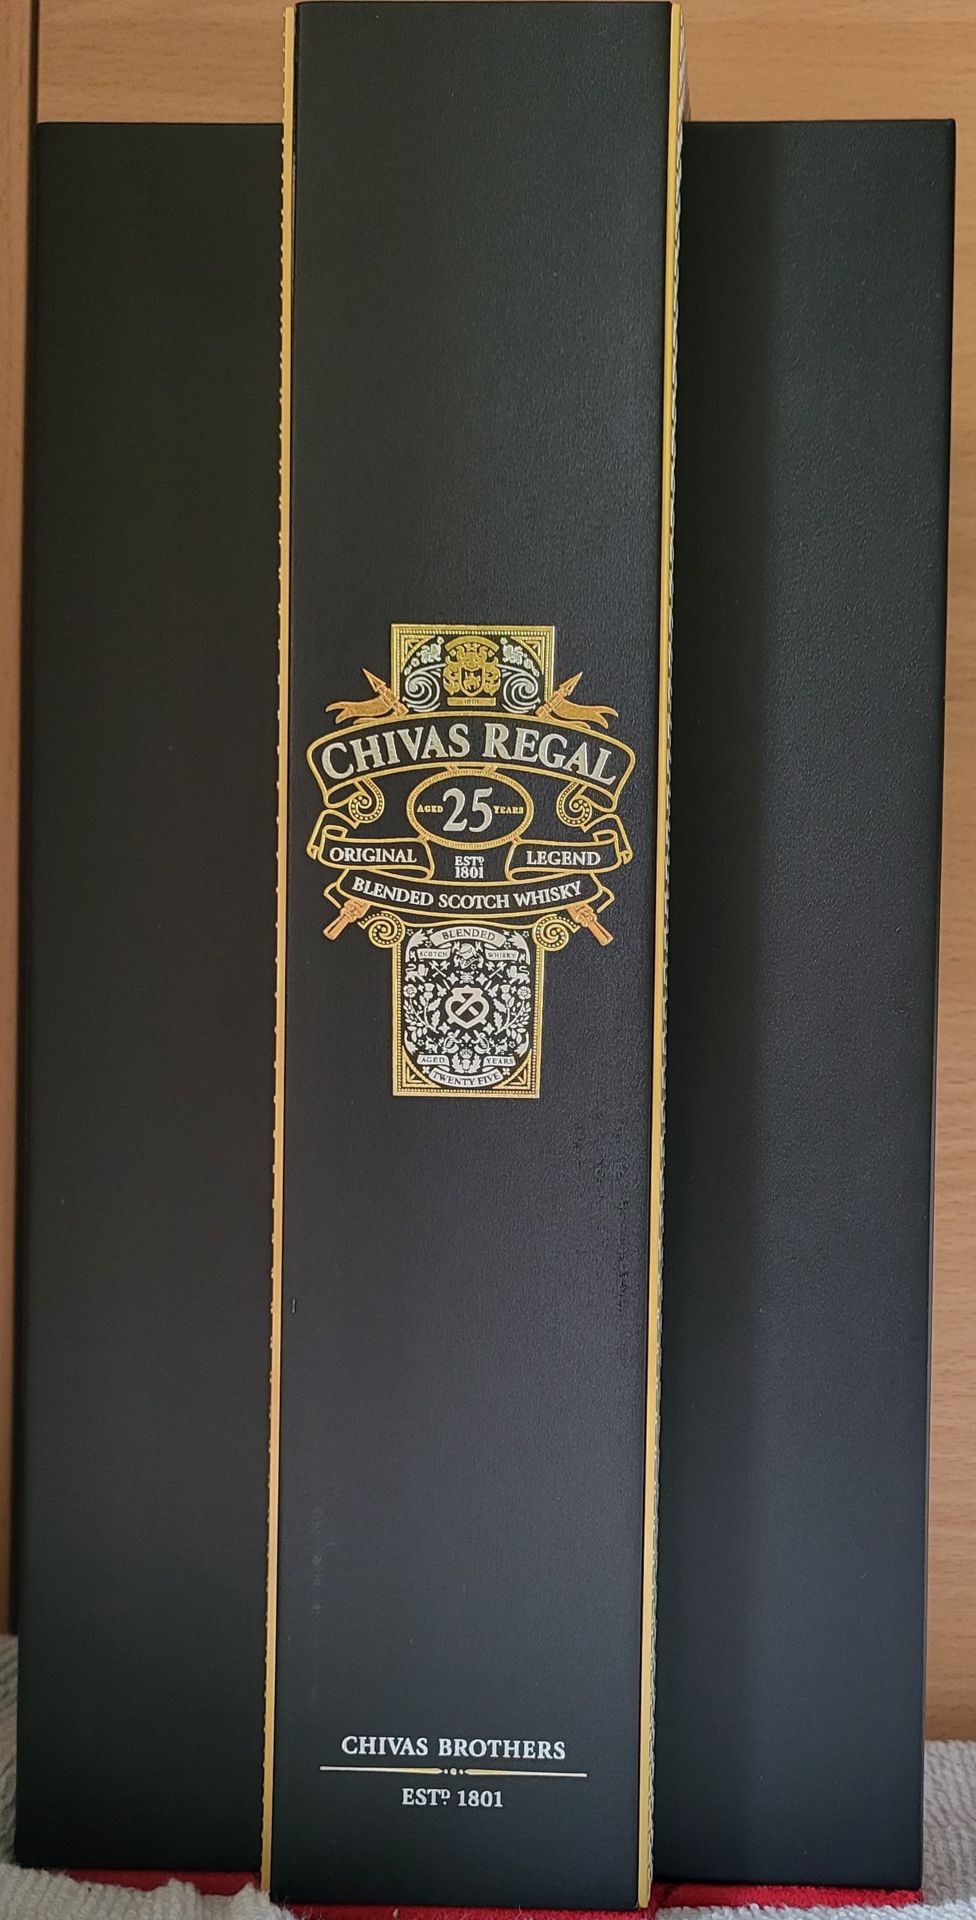 1801
CHIVAS REGAL
AGED 25 YEARS
ORIGINAL ESTD 1801 LEGEND
BLENDED SCOTCH WHISKY
BLENDED
SCOTCH WHISKY
AGED YEARS
TWENTY FIVE
CHIVAS BROTHERS
ESTD 1801